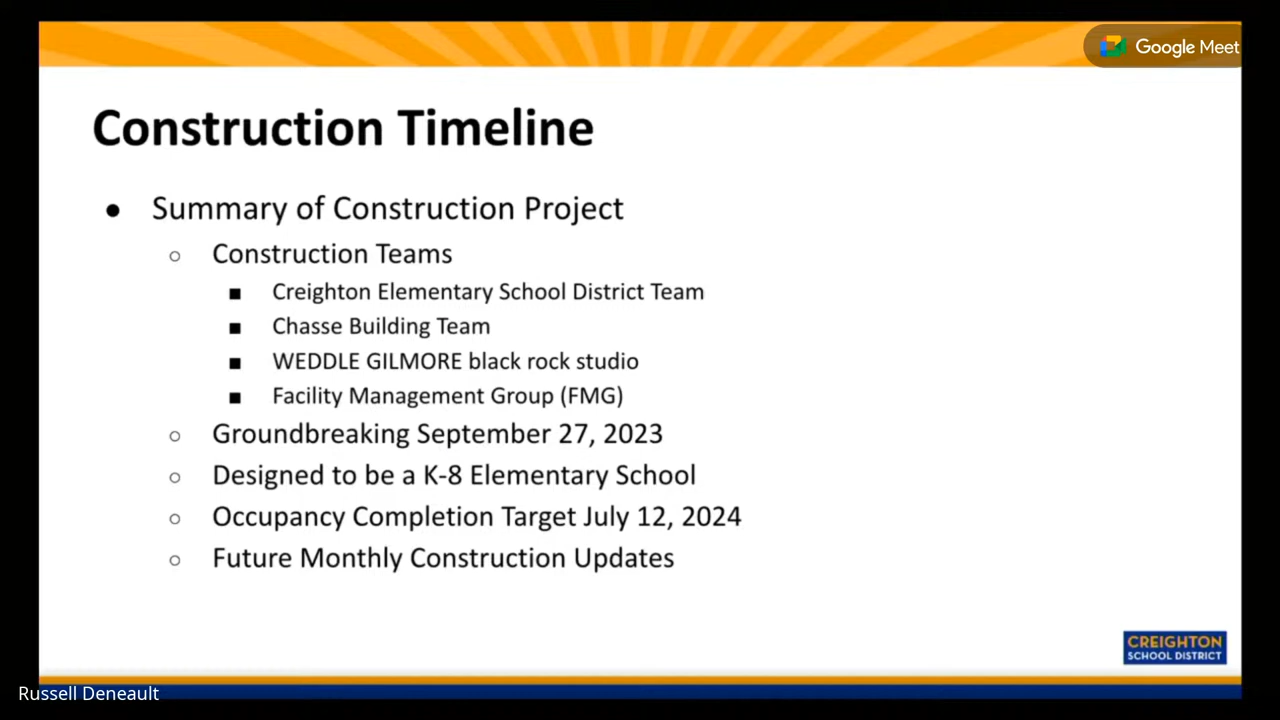 Google Meet
Construction Timeline
● Summary of Construction Project
○ Construction Teams
■ Creighton Elementary School District Team
■ Chasse Building Team
■ WEDDLE GILMORE black rock studio
■ Facility Management Group (FMG)
○ Groundbreaking September 27, 2023
○ Designed to be a K-8 Elementary School
○ Occupancy Completion Target July 12, 2024
○ Future Monthly Construction Updates
CREIGHTON
SCHOOL DISTRICT
Russell Deneault